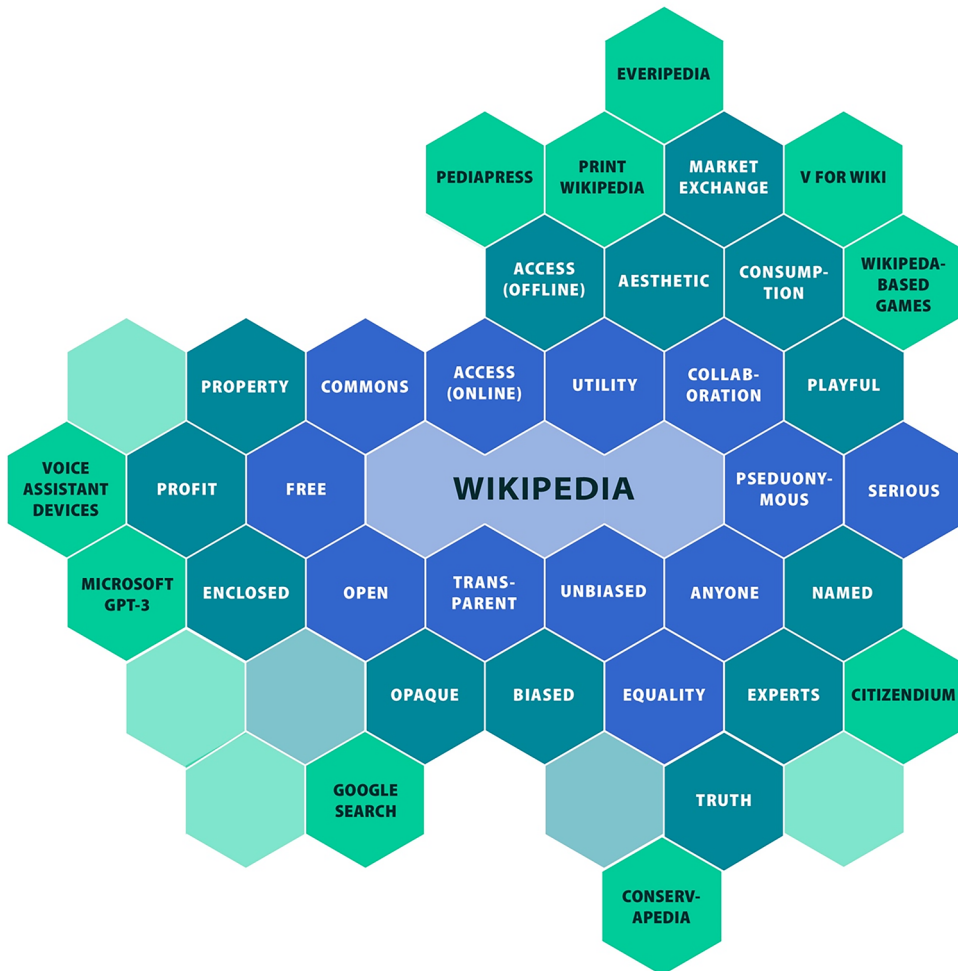 EVERIPEDIA
PEDIAPRESS
PRINT
WIKIPEDIA
MARKET
EXCHANGE
V FOR WIKI
ACCESS
(OFFLINE)
AESTHETIC
CONSUMP-
TION
WIKIPEDA-
BASED
GAMES
PROPERTY
COMMONS
ACCESS
(ONLINE)
UTILITY
COLLAB-
ORATION
PLAYFUL
VOICE
ASSISTANT
DEVICES
PROFIT
FREE
WIKIPEDIA
PSEDUONY-
MOUS
SERIOUS
MICROSOFT
GPT-3
ENCLOSED
OPEN
TRANS-
PARENT
UNBIASED
ANYONE
NAMED
OPAQUE
BIASED
EQUALITY
EXPERTS
CITIZENDIUM
GOOGLE
SEARCH
TRUTH
CONSERV-
APEDIA